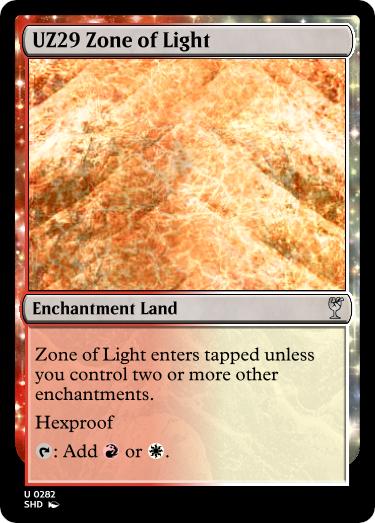 UZ29 Zone of Light
Enchantment Land
Zone of Light enters tapped unless
you control two or more other
enchantments.
Hexproof
: Add or .
U 0282
SHD